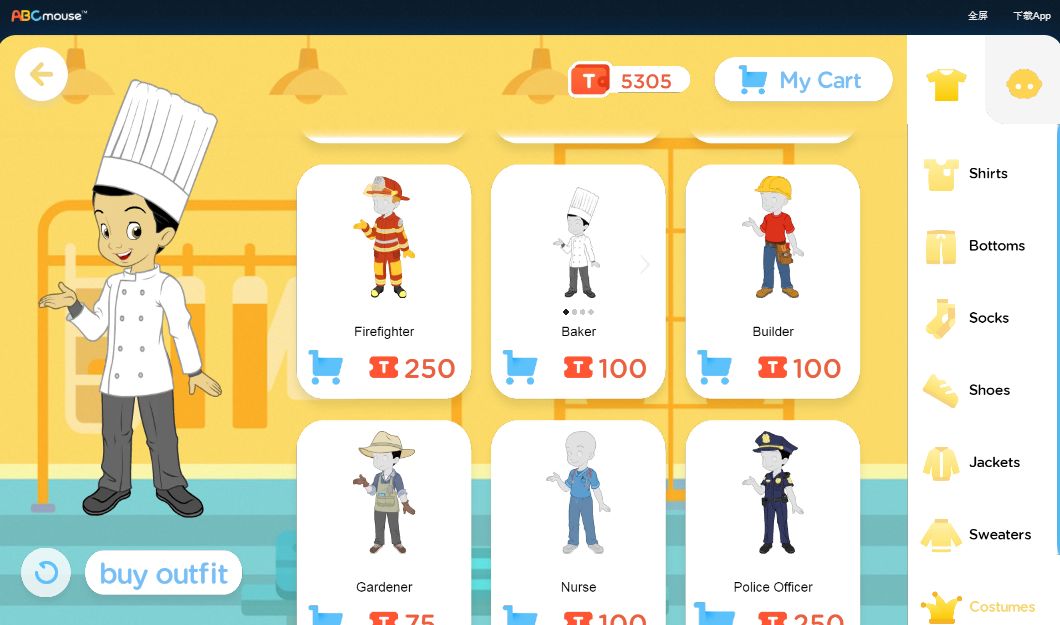 ABCmouse™
全屏
下载App
T 5305
My Cart
Shirts
Bottoms
Socks
Shoes
Jackets
Sweaters
Costumes
Firefighter
Baker
Builder
T 250
T 100
T 100
Gardener
Nurse
Police Officer
T 75
T 100
T 250
buy outfit